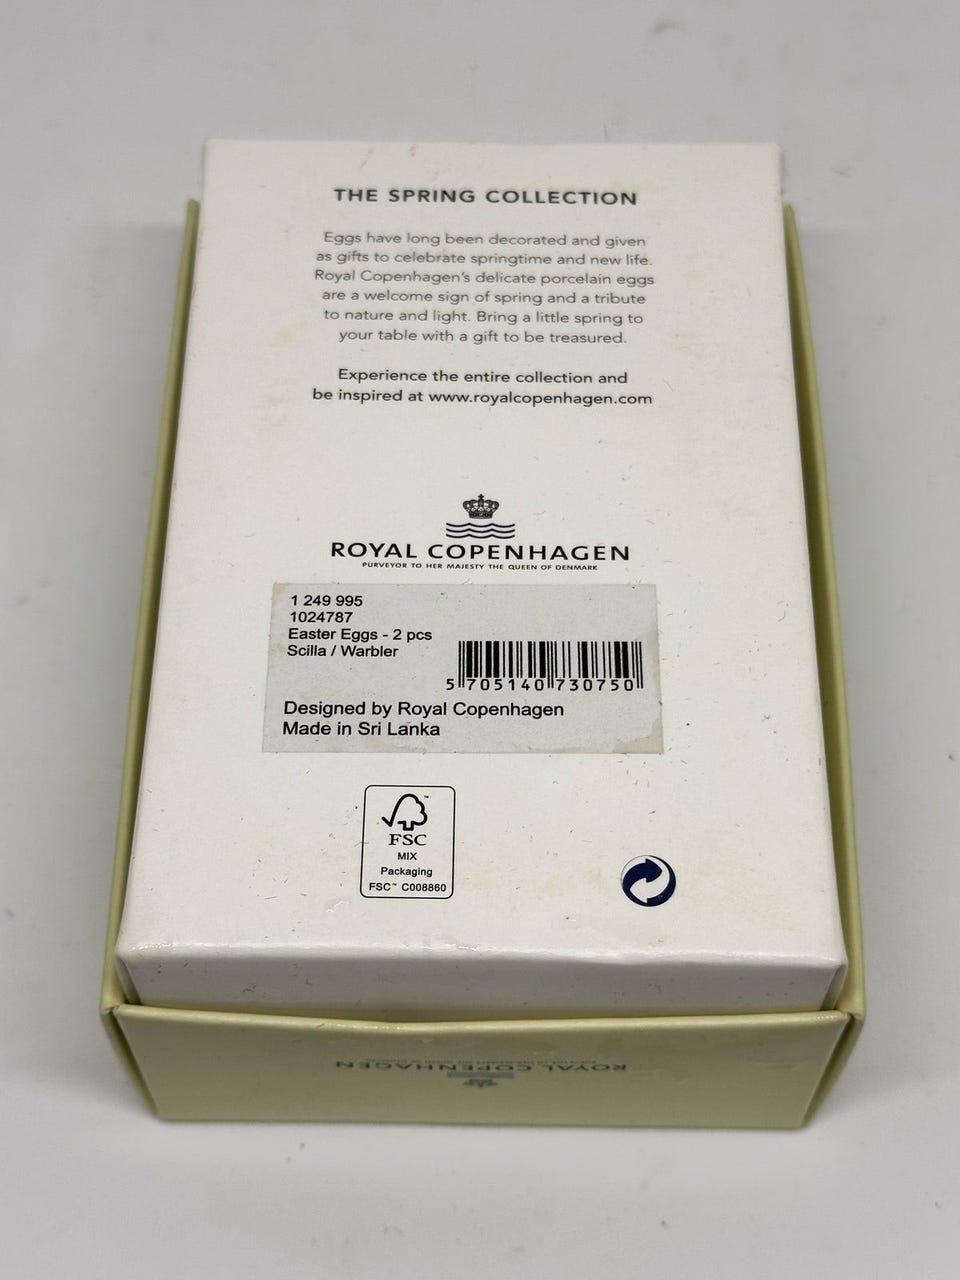 THE SPRING COLLECTION
Eggs have long been decorated and given
as gifts to celebrate springtime and new life.
Royal Copenhagen's delicate porcelain eggs
are a welcome sign of spring and a tribute
to nature and light. Bring a little spring to
your table with a gift to be treasured.
Experience the entire collection and
be inspired at www.royalcopenhagen.com
ROYAL COPENHAGEN
PURVEYOR TO HER MAJESTY THE QUEEN OF DENMARK
1 249 995
1024787
Easter Eggs - 2 pcs
Scilla / Warbler
5 705140 730750
Designed by Royal Copenhagen
Made in Sri Lanka
FSC
MIX
Packaging
FSC™ C008860
ROYAL COPENHAGEN